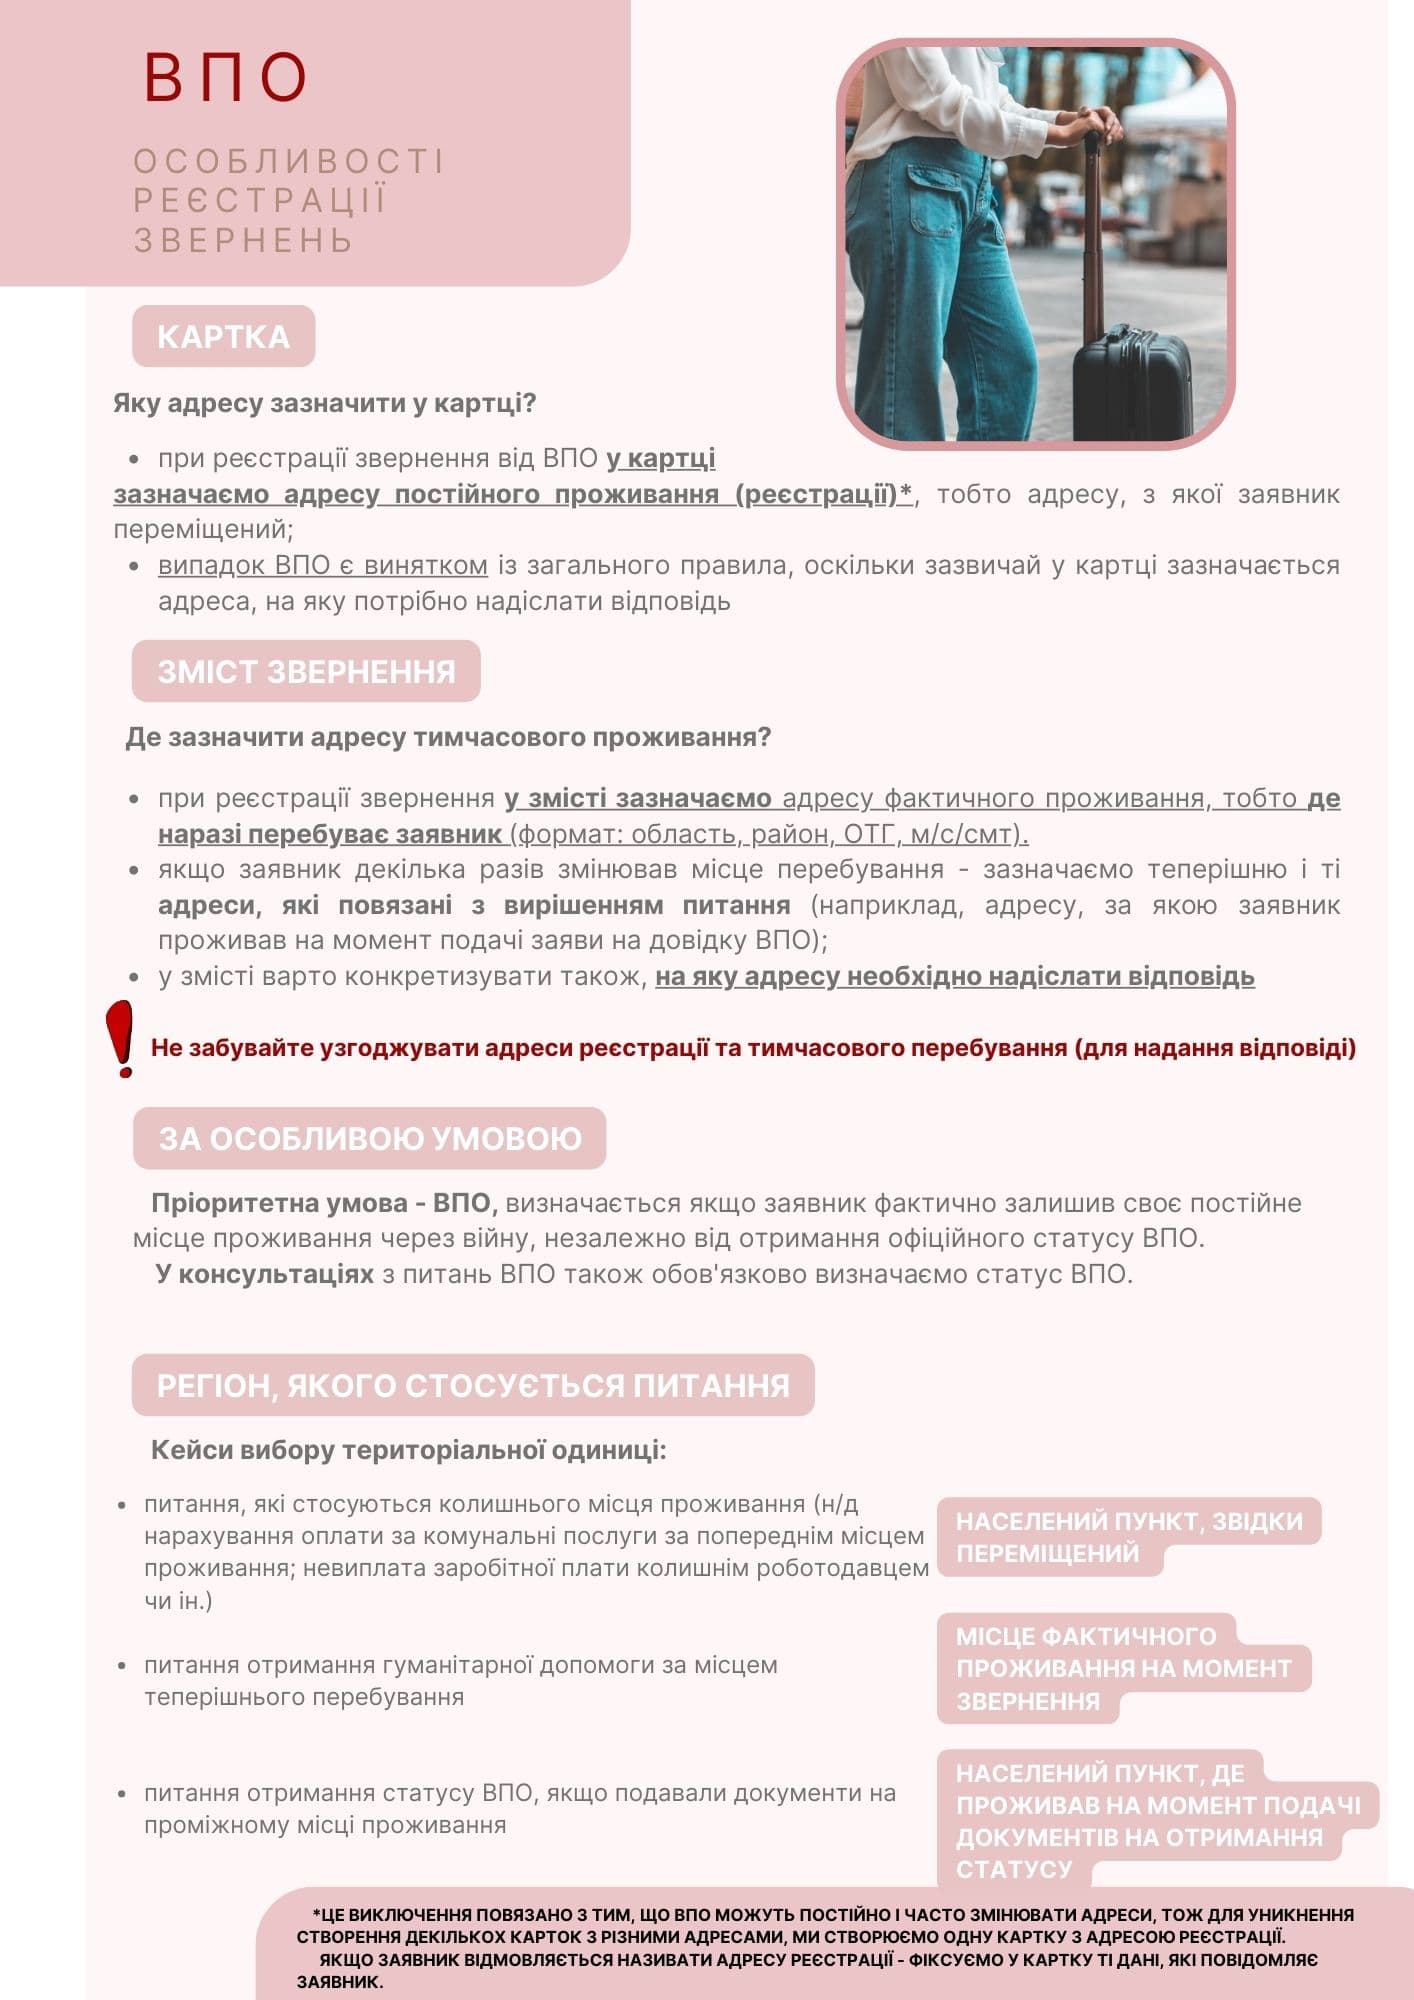 ВПО
ОСОБЛИВОСТІ
РЕЄСТРАЦІЇ
ЗВЕРНЕНЬ
КАРТКА
Яку адресу зазначити у картці?
• при реєстрації звернення від ВПО у картці
зазначаємо адресу постійного проживання (реєстрації)*, тобто адресу, з якої заявник
переміщений;
• випадок ВПО є винятком із загального правила, оскільки зазвичай у картці зазначається
адреса, на яку потрібно надіслати відповідь
ЗМІСТ ЗВЕРНЕННЯ
Де зазначити адресу тимчасового проживання?
• при реєстрації звернення у змісті зазначаємо адресу фактичного проживання, тобто де
наразі перебуває заявник (формат: область, район, ОТГ, м/с/смт).
• якщо заявник декілька разів змінював місце перебування - зазначаємо теперішню і ті
адреси, які повязані з вирішенням питання (наприклад, адресу, за якою заявник
проживав на момент подачі заяви на довідку ВПО);
• у змісті варто конкретизувати також, на яку адресу необхідно надіслати відповідь
Не забувайте узгоджувати адреси реєстрації та тимчасового перебування (для надання відповіді)
ЗА ОСОБЛИВОЮ УМОВОЮ
Пріоритетна умова - ВПО, визначається якщо заявник фактично залишив своє постійне
місце проживання через війну, незалежно від отримання офіційного статусу ВПО.
У консультаціях з питань ВПО також обов'язково визначаємо статус ВПО.
РЕГІОН, ЯКОГО СТОСУЄТЬСЯ ПИТАННЯ
Кейси вибору територіальної одиниці:
• питання, які стосуються колишнього місця проживання (н/д
нарахування оплати за комунальні послуги за попереднім місцем
проживання; невиплата заробітної плати колишнім роботодавцем
чи ін.)
НАСЕЛЕНИЙ ПУНКТ, ЗВІДКИ
ПЕРЕМІЩЕНИЙ
• питання отримання гуманітарної допомоги за місцем
теперішнього перебування
МІСЦЕ ФАКТИЧНОГО
ПРОЖИВАННЯ НА МОМЕНТ
ЗВЕРНЕННЯ
• питання отримання статусу ВПО, якщо подавали документи на
проміжному місці проживання
НАСЕЛЕНИЙ ПУНКТ, ДЕ
ПРОЖИВАВ НА МОМЕНТ ПОДАЧІ
ДОКУМЕНТІВ НА ОТРИМАННЯ
СТАТУСУ
*ЦЕ ВИКЛЮЧЕННЯ ПОВЯЗАНО З ТИМ, ЩО ВПО МОЖУТЬ ПОСТІЙНО І ЧАСТО ЗМІНЮВАТИ АДРЕСИ, ТОЖ ДЛЯ УНИКНЕННЯ
СТВОРЕННЯ ДЕКІЛЬКОХ КАРТОК З РІЗНИМИ АДРЕСАМИ, МИ СТВОРЮЄМО ОДНУ КАРТКУ З АДРЕСОЮ РЕЄСТРАЦІЇ.
ЯКЩО ЗАЯВНИК ВІДМОВЛЯЄТЬСЯ НАЗИВАТИ АДРЕСУ РЕЄСТРАЦІЇ - ФІКСУЄМО У КАРТКУ ТІ ДАНІ, ЯКІ ПОВІДОМЛЯЄ
ЗАЯВНИК.